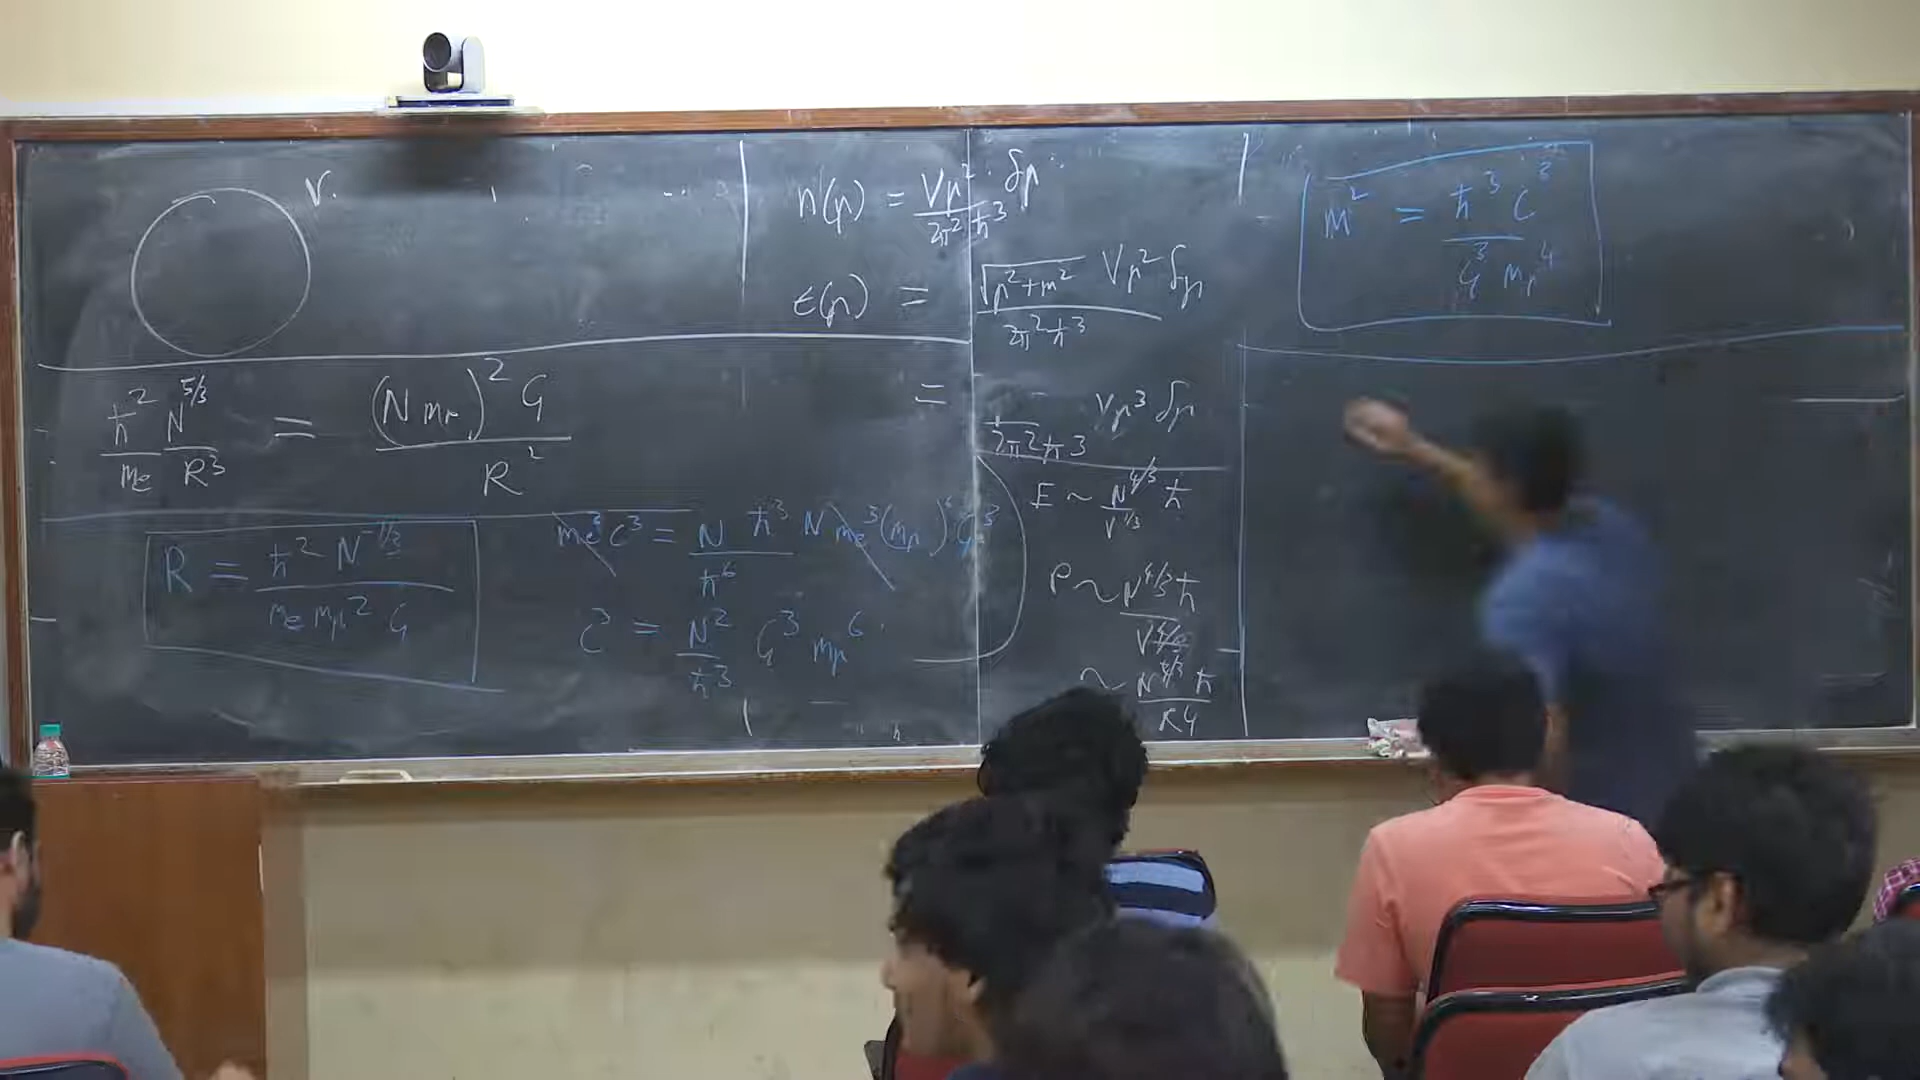 V.
n(p) = Vp² δp / 2π²ħ³
ε(p) = √p²+m² Vp² δp / 2π²ħ³
= Vp³ δp / 2π²ħ³
E ~ N^4/3 ħ / V^1/3
P ~ N^4/3 ħ
~ N^4/3 ħ / R4
ħ² N^5/3 / me R³ = (N mp)² G / R²
R = ħ² N^-1/3 / me mp² G
me³ c³ = N ħ³ N me³ (mp)⁶ G³ / ħ⁶
c³ = N² G³ mp⁶ / ħ³
m² = ħ³ c³ / G³ mp⁴